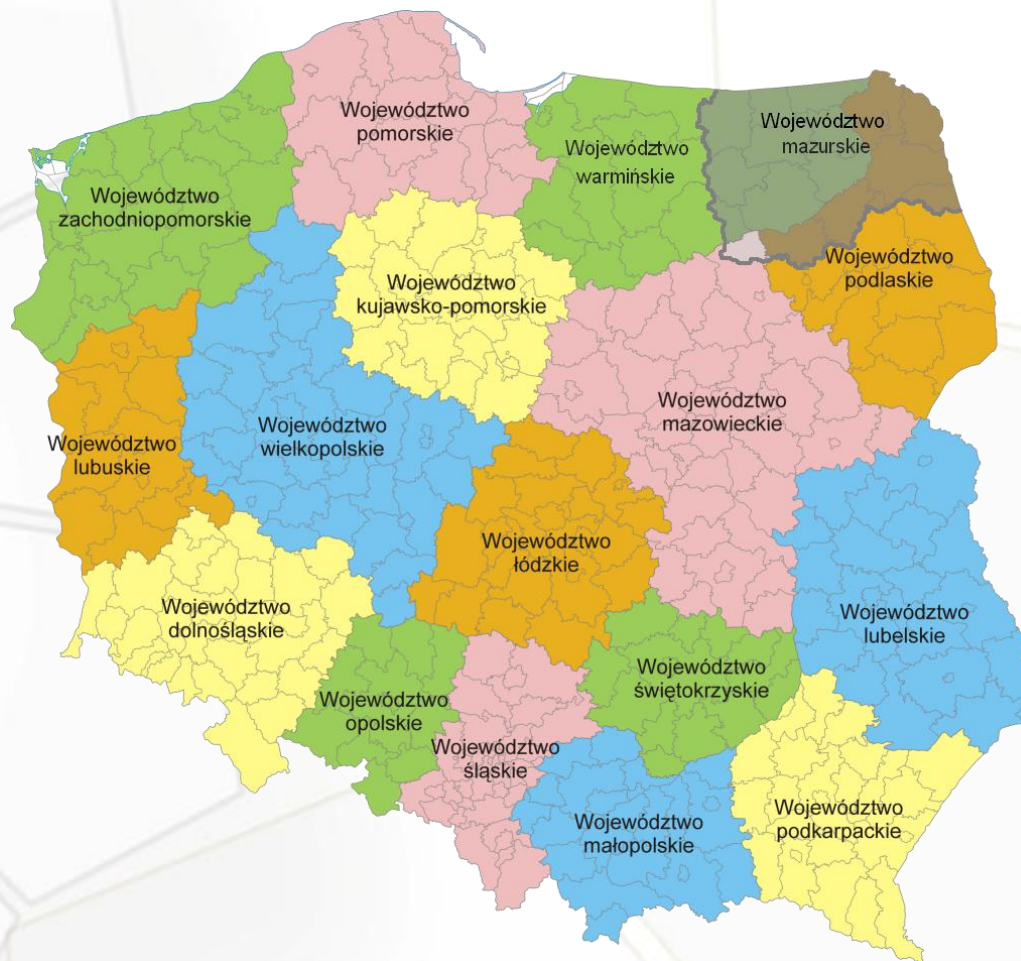 Województwo
pomorskie
Województwo
mazurskie
Województwo
warmińskie
Województwo
zachodniopomorskie
Województwo
kujawsko-pomorskie
Województwo
podlaskie
Województwo
mazowieckie
Województwo
wielkopolskie
Województwo
lubuskie
Województwo
łódzkie
Województwo
dolnośląskie
Województwo
lubelskie
Województwo
świętokrzyskie
Województwo
opolskie
Województwo
śląskie
Województwo
podkarpackie
Województwo
małopolskie